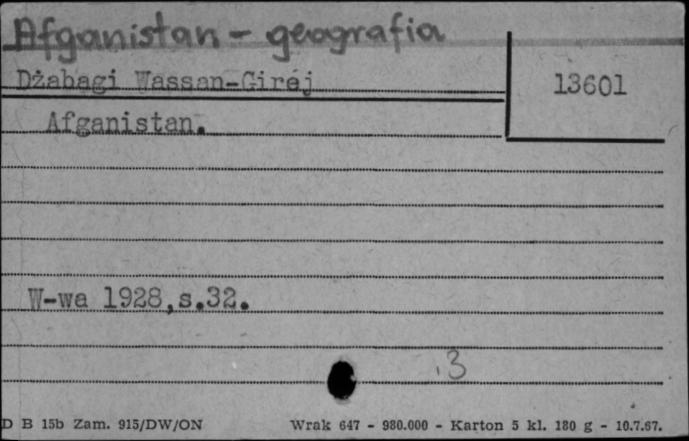 Afganistan - geografia
Dżabagi Wassan-Girej
13601
Afganistan.
W-wa 1928,s.32.
.3
D B 15b Zam. 915/DW/ON
Wrak 647 - 980.000 - Karton 5 kl. 180 g - 10.7.67.